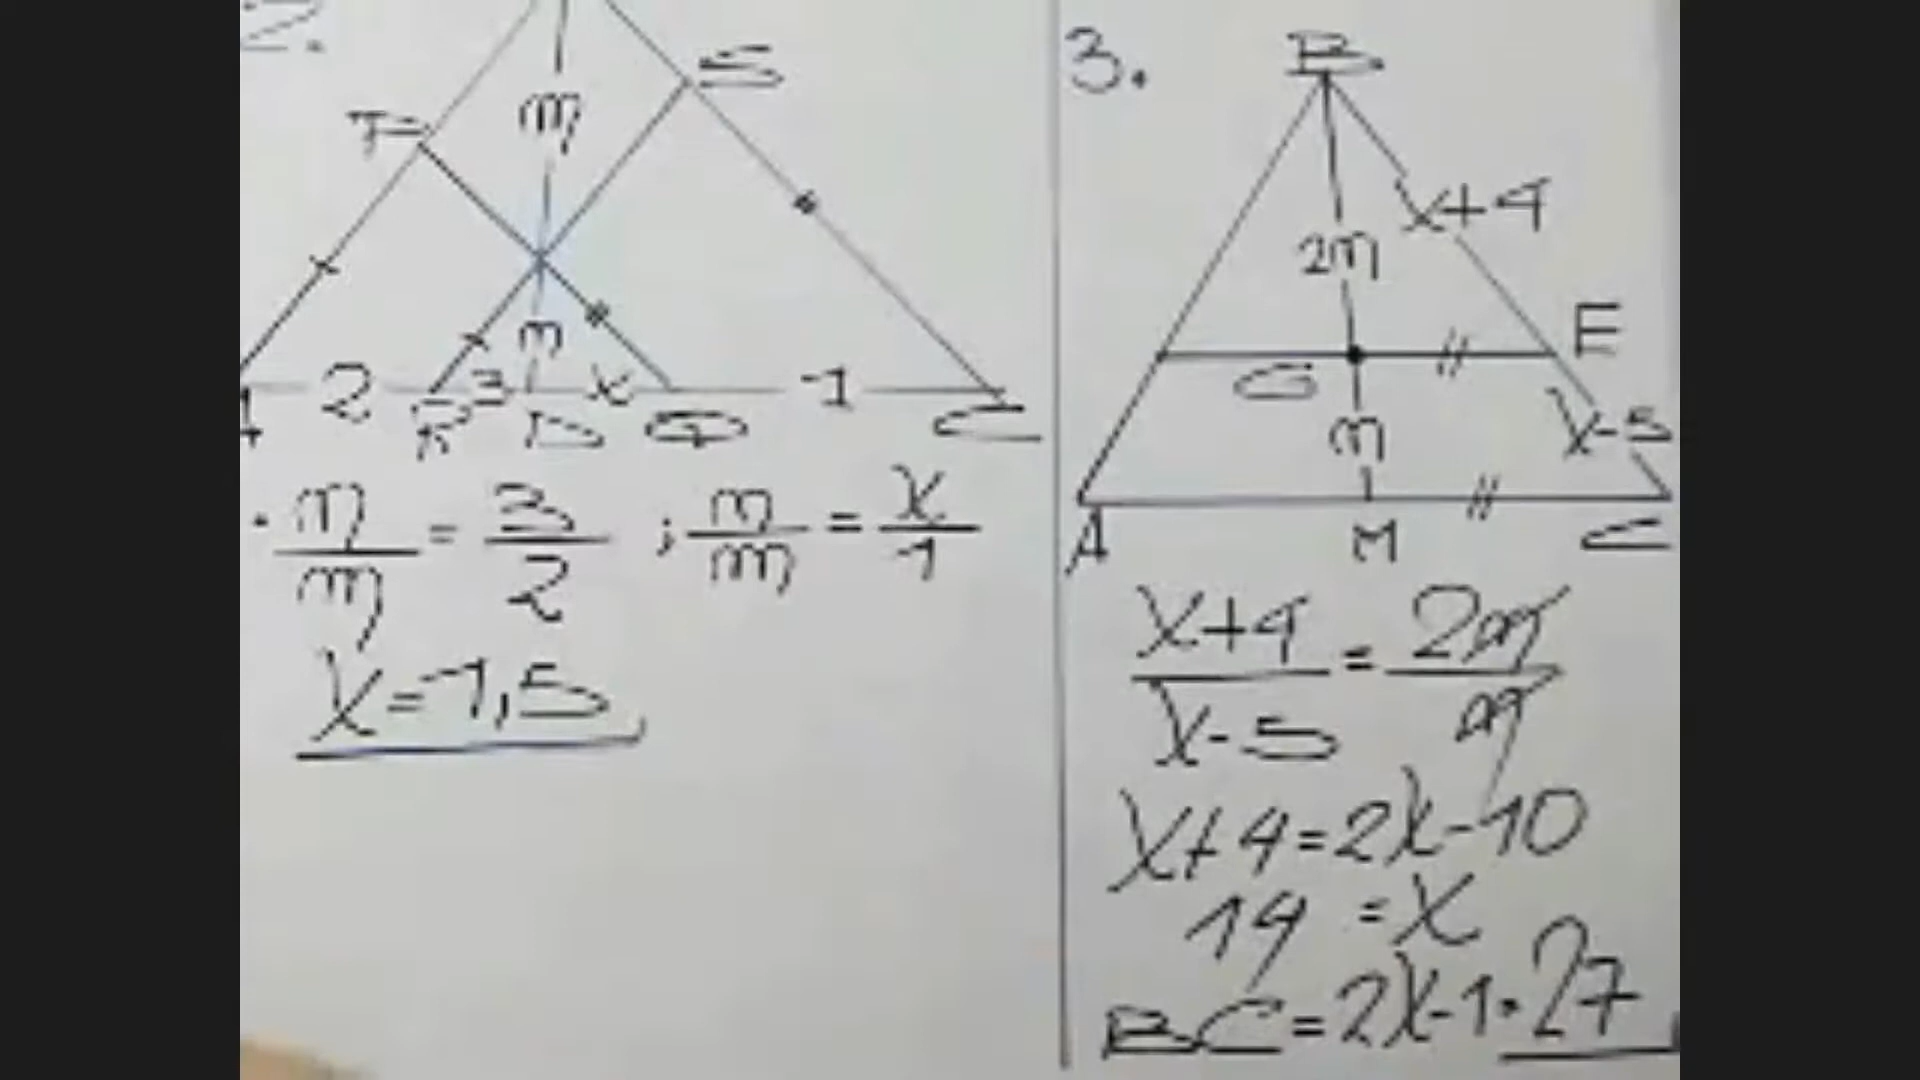 2.
S
P
m
m
2
3
x
1
R
D
Q
C
m/m = 3/2 ; m/m = x/1
x=1,5
3.
B
x+4
2m
E
G
x-5
m
A
M
C
x+4/x-5 = 2m/m
x+4=2x-10
14 = x
BC=2x-1=27